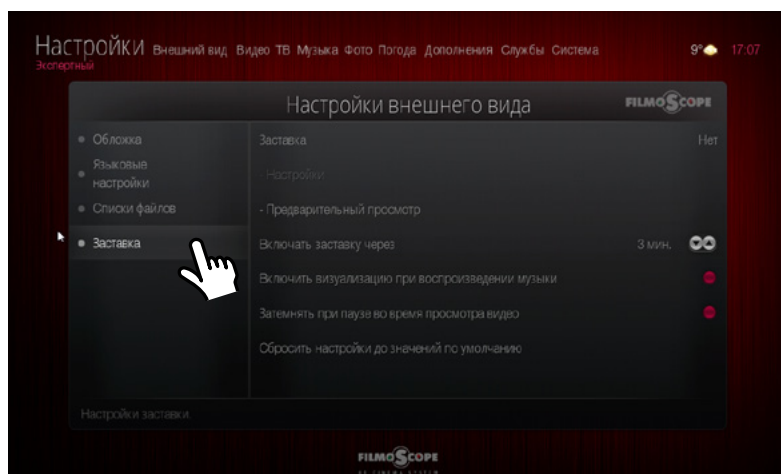 Настройки Внешний вид Видео ТВ Музыка Фото Погода Дополнения Службы Система 9° 17:07
Экспертный
Настройки внешнего вида FILMOSCOPE
Обложка
Заставка Нет
Языковые
настройки
- Настройки
Списки файлов
- Предварительный просмотр
Заставка
Включать заставку через 3 мин.
Включить визуализацию при воспроизведении музыки
Затемнять при паузе во время просмотра видео
Сбросить настройки до значений по умолчанию
Настройки заставки.
FILMOSCOPE